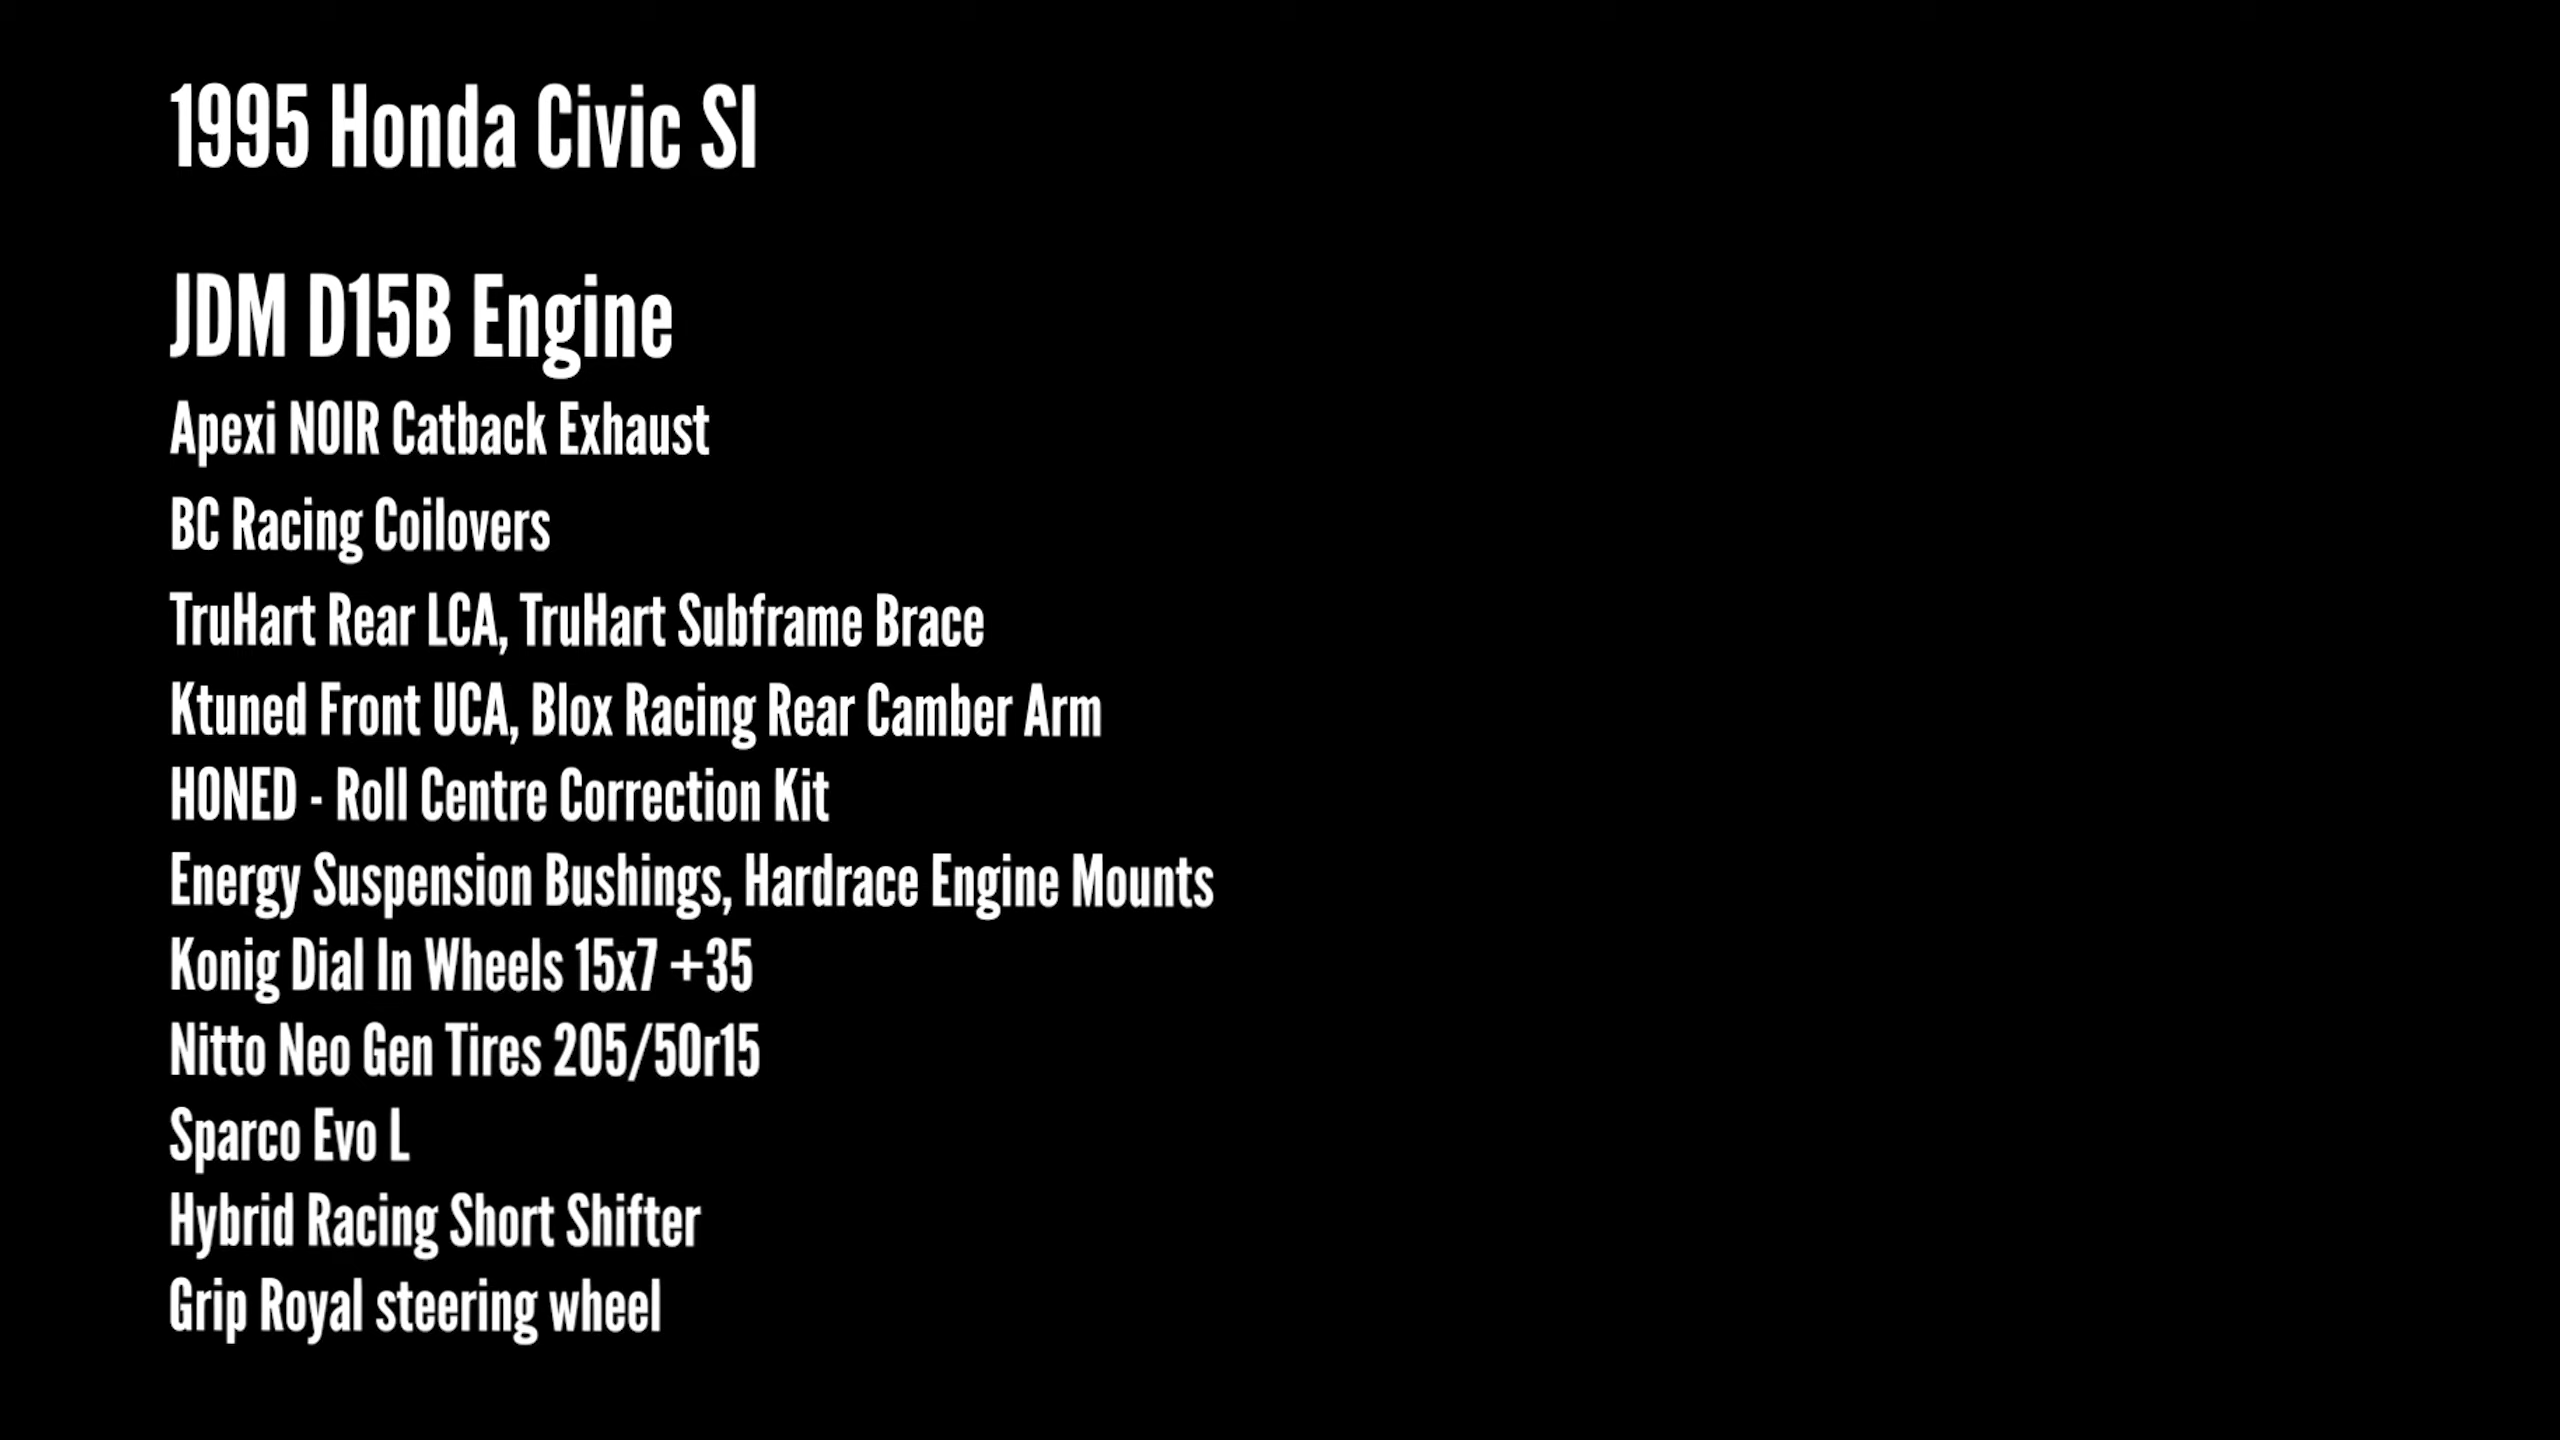 1995 Honda Civic SI
JDM D15B Engine
Apexi NOIR Catback Exhaust
BC Racing Coilovers
TruHart Rear LCA, TruHart Subframe Brace
Ktuned Front UCA, Blox Racing Rear Camber Arm
HONED - Roll Centre Correction Kit
Energy Suspension Bushings, Hardrace Engine Mounts
Konig Dial In Wheels 15x7 +35
Nitto Neo Gen Tires 205/50r15
Sparco Evo L
Hybrid Racing Short Shifter
Grip Royal steering wheel